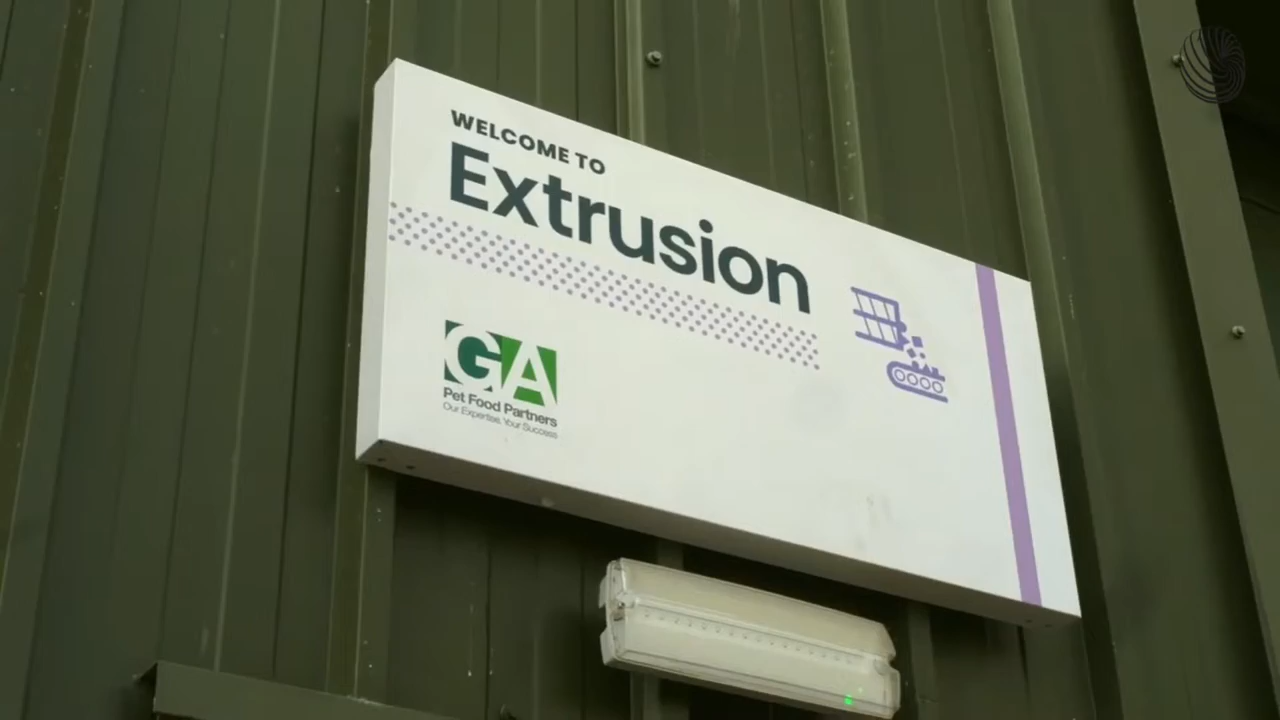 WELCOME TO
Extrusion
GA
Pet Food Partners
Our Expertise, Your Success